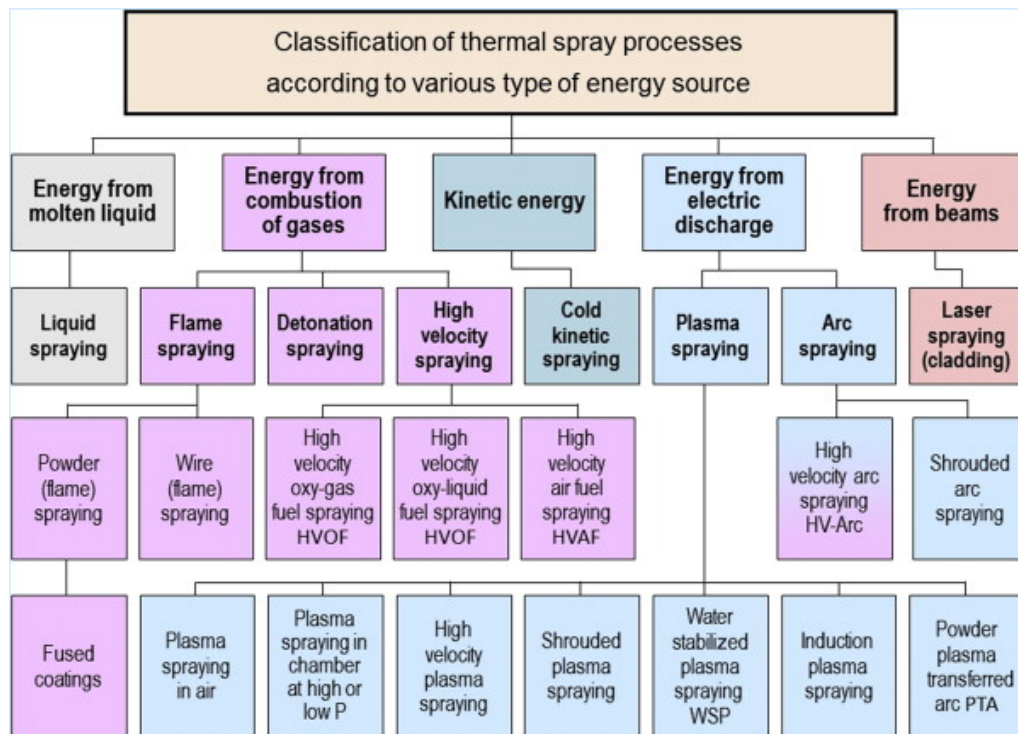 Classification of thermal spray processes
according to various type of energy source
Energy from
molten liquid
Energy from
combustion
of gases
Kinetic energy
Energy from
electric
discharge
Energy
from beams
Liquid
spraying
Flame
spraying
Detonation
spraying
High
velocity
spraying
Cold
kinetic
spraying
Plasma
spraying
Arc
spraying
Laser
spraying
(cladding)
Powder
(flame)
spraying
Wire
(flame)
spraying
High
velocity
oxy-gas
fuel spraying
HVOF
High
velocity
oxy-liquid
fuel spraying
HVOF
High
velocity
air fuel
spraying
HVAF
High
velocity arc
spraying
HV-Arc
Shrouded
arc
spraying
Fused
coatings
Plasma
spraying
in air
Plasma
spraying in
chamber
at high or
low P
High
velocity
plasma
spraying
Shrouded
plasma
spraying
Water
stabilized
plasma
spraying
WSP
Induction
plasma
spraying
Powder
plasma
transferred
arc PTA